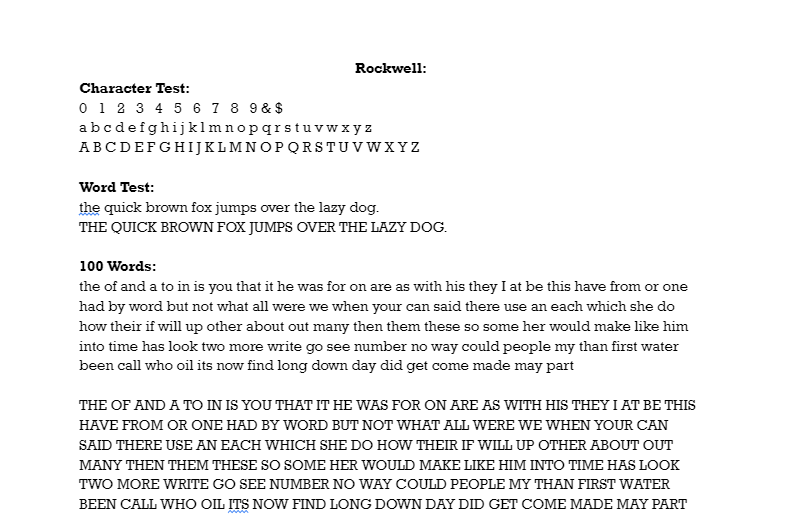 Rockwell:
Character Test:
0 1 2 3 4 5 6 7 8 9 & $
a b c d e f g h i j k l m n o p q r s t u v w x y z
A B C D E F G H I J K L M N O P Q R S T U V W X Y Z
Word Test:
the quick brown fox jumps over the lazy dog.
THE QUICK BROWN FOX JUMPS OVER THE LAZY DOG.
100 Words:
the of and a to in is you that it he was for on are as with his they I at be this have from or one
had by word but not what all were we when your can said there use an each which she do
how their if will up other about out many then them these so some her would make like him
into time has look two more write go see number no way could people my than first water
been call who oil its now find long down day did get come made may part
THE OF AND A TO IN IS YOU THAT IT HE WAS FOR ON ARE AS WITH HIS THEY I AT BE THIS
HAVE FROM OR ONE HAD BY WORD BUT NOT WHAT ALL WERE WE WHEN YOUR CAN
SAID THERE USE AN EACH WHICH SHE DO HOW THEIR IF WILL UP OTHER ABOUT OUT
MANY THEN THEM THESE SO SOME HER WOULD MAKE LIKE HIM INTO TIME HAS LOOK
TWO MORE WRITE GO SEE NUMBER NO WAY COULD PEOPLE MY THAN FIRST WATER
BEEN CALL WHO OIL ITS NOW FIND LONG DOWN DAY DID GET COME MADE MAY PART